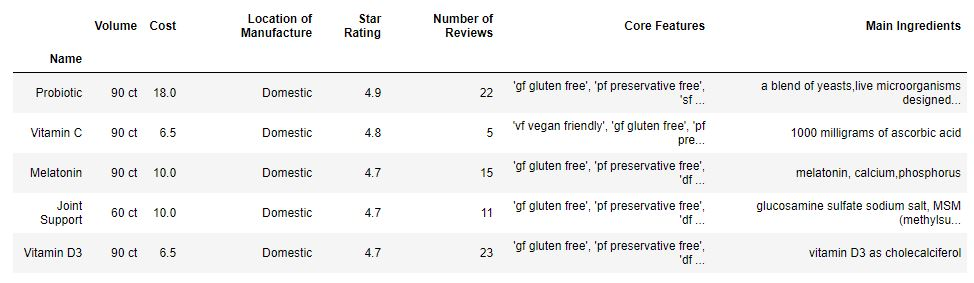 Volume Cost Location of Manufacture Star Rating Number of Reviews Core Features Main Ingredients
Name
Probiotic 90 ct 18.0 Domestic 4.9 22 'gf gluten free', 'pf preservative free', 'sf ... a blend of yeasts,live microorganisms designed...
Vitamin C 90 ct 6.5 Domestic 4.8 5 'vf vegan friendly', 'gf gluten free', 'pf pre... 1000 milligrams of ascorbic acid
Melatonin 90 ct 10.0 Domestic 4.7 15 'gf gluten free', 'pf preservative free', 'df ... melatonin, calcium,phosphorus
Joint Support 60 ct 10.0 Domestic 4.7 11 'gf gluten free', 'pf preservative free', 'df ... glucosamine sulfate sodium salt, MSM (methylsu...
Vitamin D3 90 ct 6.5 Domestic 4.7 23 'gf gluten free', 'pf preservative free', 'df ... vitamin D3 as cholecalciferol